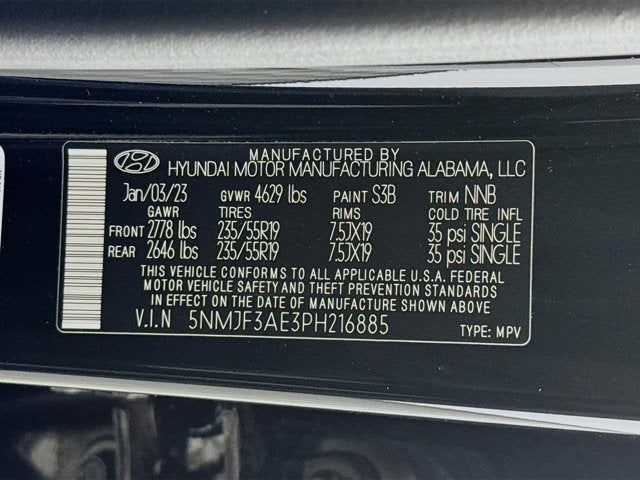 MANUFACTURED BY
HYUNDAI MOTOR MANUFACTURING ALABAMA, LLC
Jan/03/23 GVWR 4629 lbs PAINT S3B TRIM NNB
GAWR TIRES RIMS COLD TIRE INFL
FRONT 2778 lbs 235/55R19 7.5JX19 35 psi SINGLE
REAR 2646 lbs 235/55R19 7.5JX19 35 psi SINGLE
THIS VEHICLE CONFORMS TO ALL APPLICABLE U.S.A. FEDERAL
MOTOR VEHICLE SAFETY AND THEFT PREVENTION STANDARDS
IN EFFECT ON THE DATE OF MANUFACTURE SHOWN ABOVE
V.I.N 5NMJF3AE3PH216885 TYPE: MPV